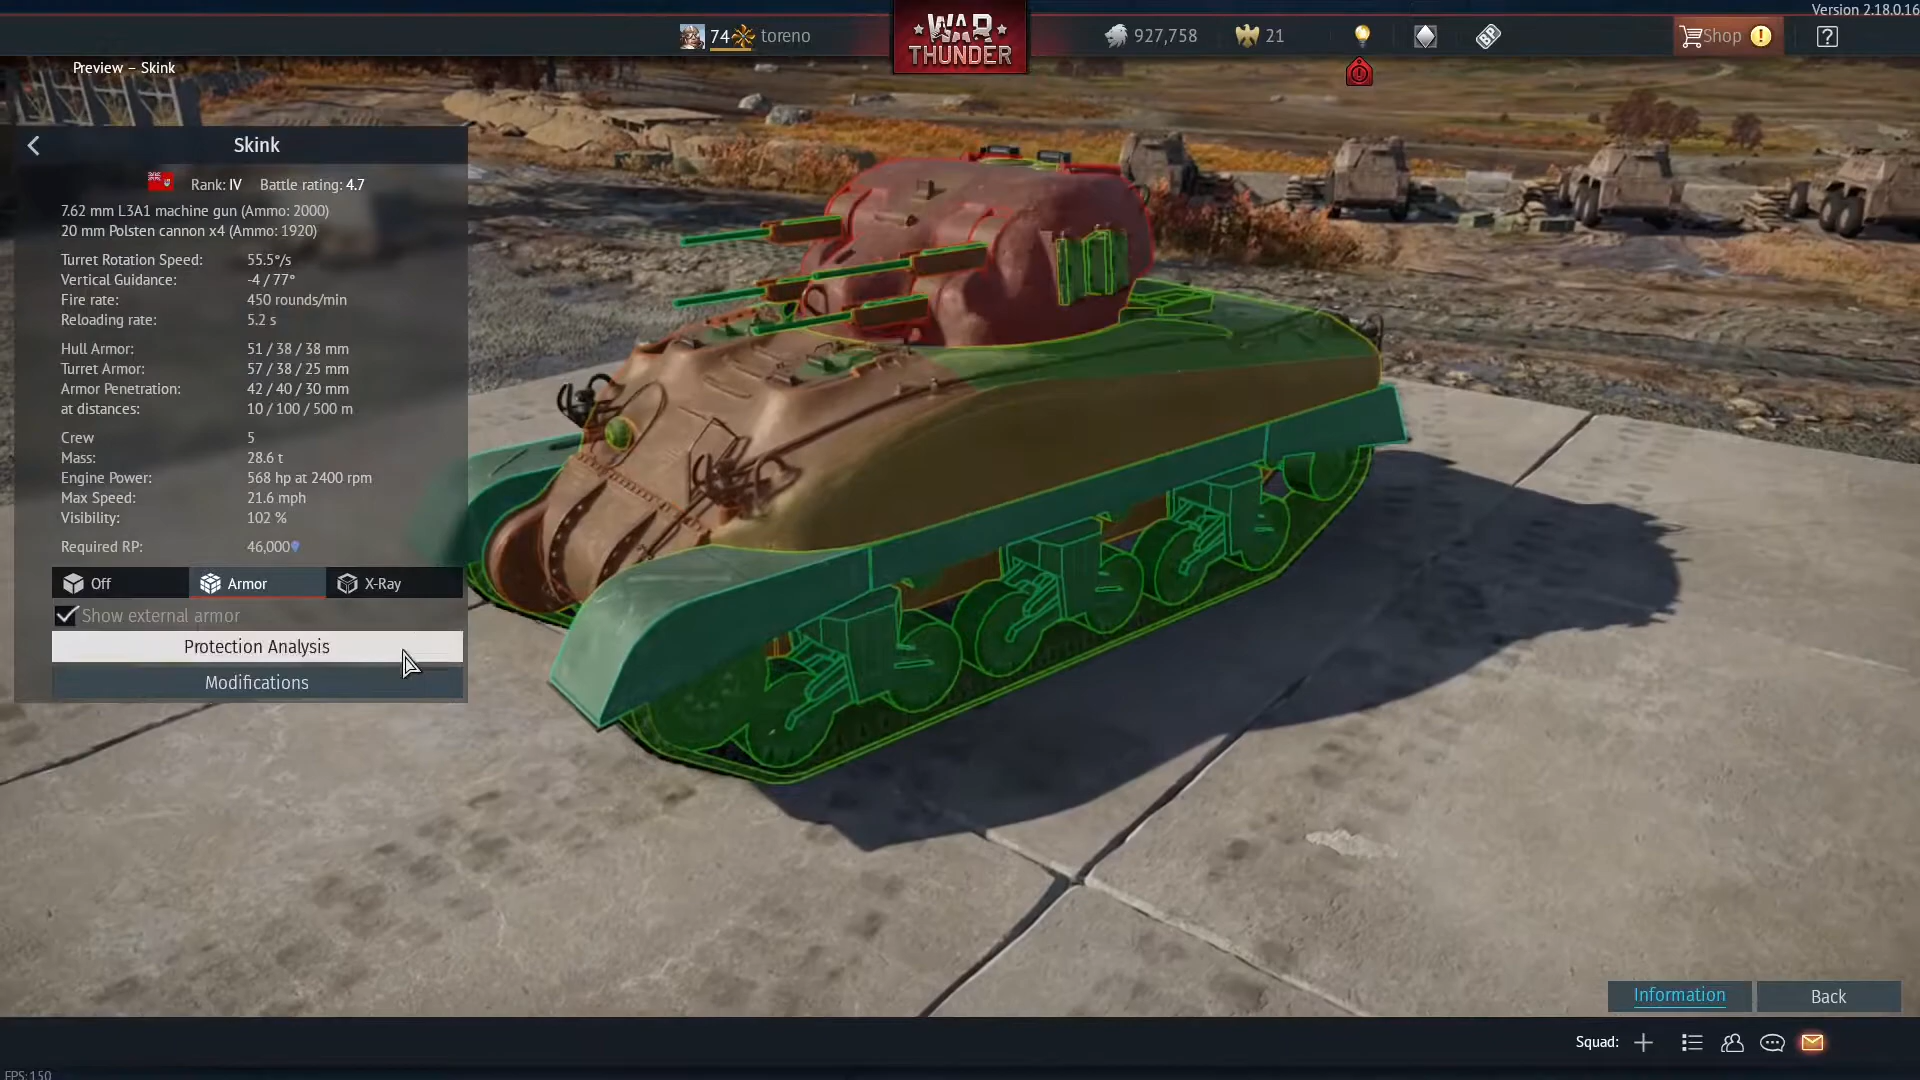 Version 2.18.0.16
74 toreno
WAR THUNDER
927,758
21
BP
Shop
Preview – Skink
Skink
Rank: IV Battle rating: 4.7
7.62 mm L3A1 machine gun (Ammo: 2000)
20 mm Polsten cannon x4 (Ammo: 1920)
Turret Rotation Speed: 55.5°/s
Vertical Guidance: -4 / 77°
Fire rate: 450 rounds/min
Reloading rate: 5.2 s
Hull Armor: 51 / 38 / 38 mm
Turret Armor: 57 / 38 / 25 mm
Armor Penetration: 42 / 40 / 30 mm
at distances: 10 / 100 / 500 m
Crew 5
Mass: 28.6 t
Engine Power: 568 hp at 2400 rpm
Max Speed: 21.6 mph
Visibility: 102 %
Required RP: 46,000
Off Armor X-Ray
Show external armor
Protection Analysis
Modifications
Information Back
Squad:
FPS:150